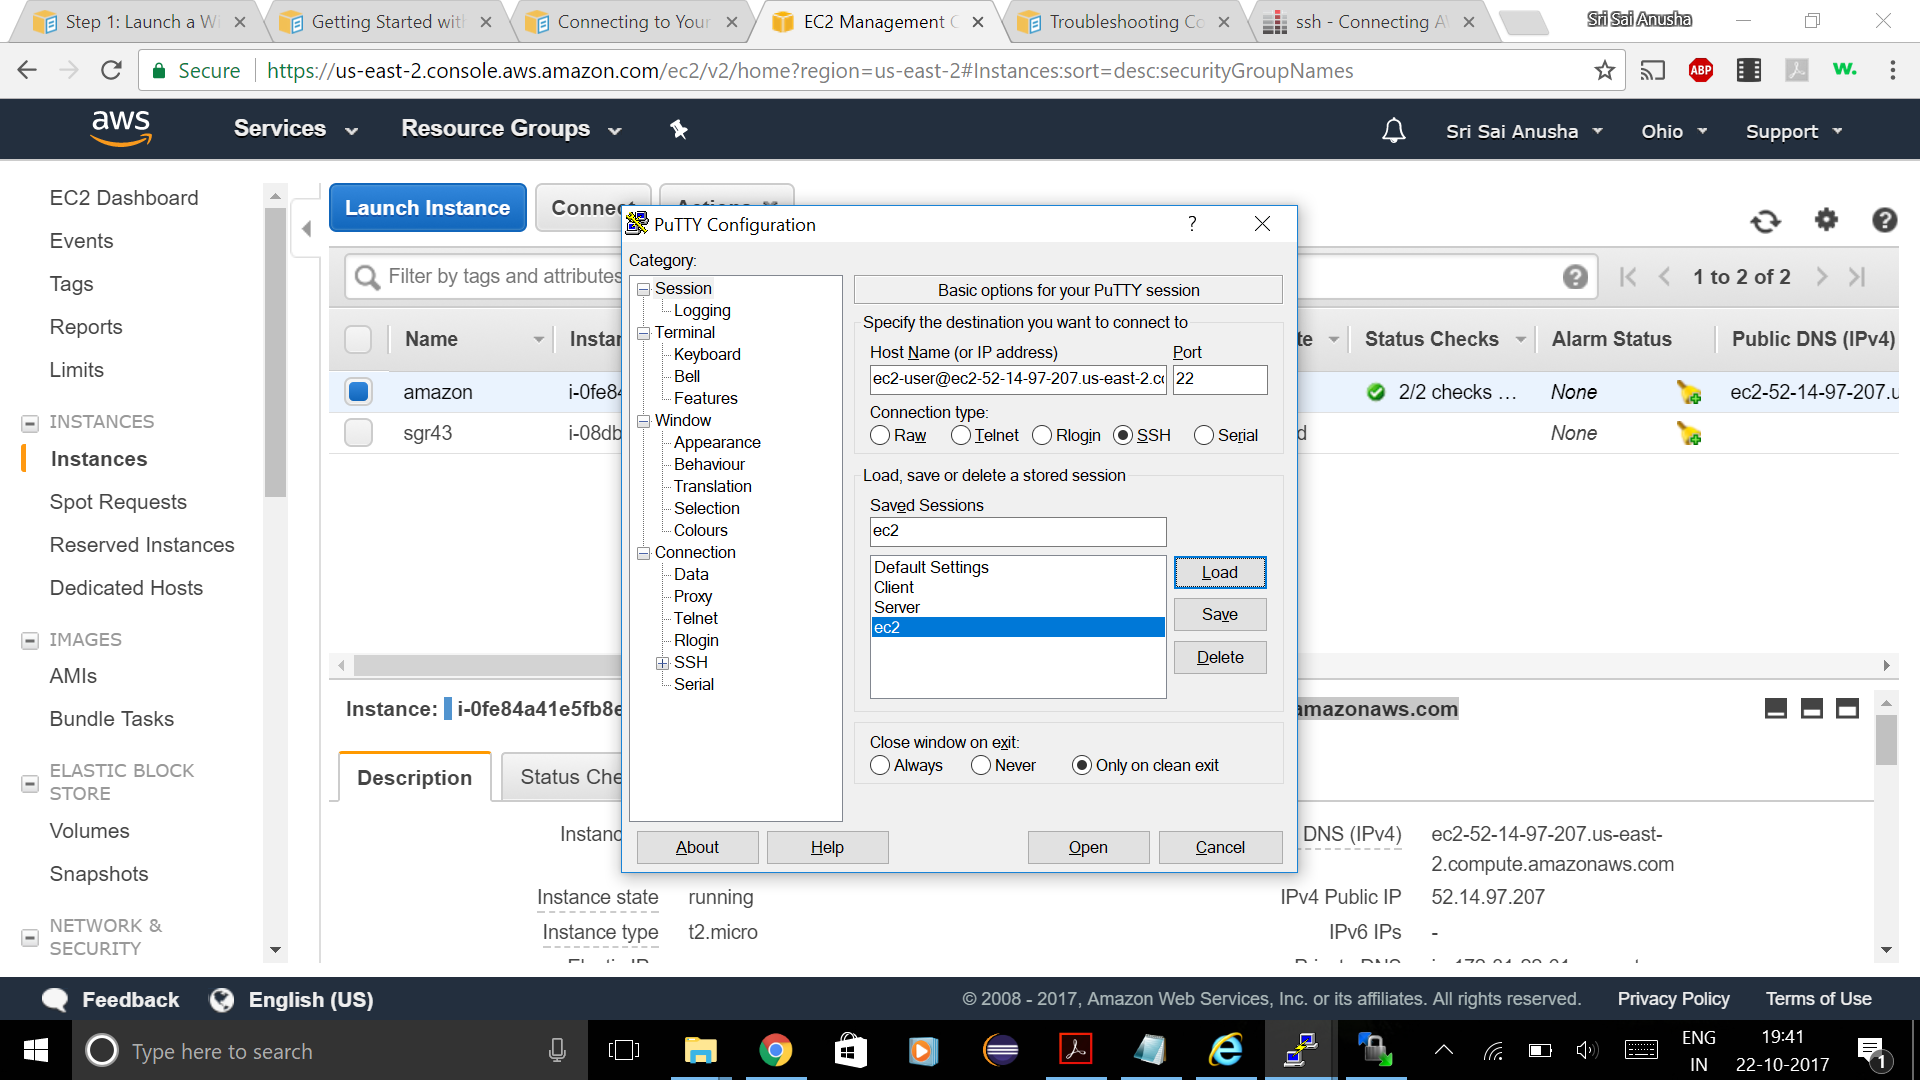 Step 1: Launch a Wi
Getting Started with
Connecting to Your
EC2 Management C
Troubleshooting Co
ssh - Connecting A
Sri Sai Anusha
Secure
https://us-east-2.console.aws.amazon.com/ec2/v2/home?region=us-east-2#Instances:sort=desc:securityGroupNames
ABP
w.
aws
Services
Resource Groups
Sri Sai Anusha
Ohio
Support
EC2 Dashboard
Events
Tags
Reports
Limits
INSTANCES
Instances
Spot Requests
Reserved Instances
Dedicated Hosts
IMAGES
AMIs
Bundle Tasks
ELASTIC BLOCK
STORE
Volumes
Snapshots
NETWORK &
SECURITY
Launch Instance
Connect
Actions
Filter by tags and attributes
1 to 2 of 2
Name
Instan
te
Status Checks
Alarm Status
Public DNS (IPv4)
amazon
i-0fe84
2/2 checks ...
None
ec2-52-14-97-207.u
sgr43
i-08db
d
None
PuTTY Configuration
?
Category:
Session
Logging
Terminal
Keyboard
Bell
Features
Window
Appearance
Behaviour
Translation
Selection
Colours
Connection
Data
Proxy
Telnet
Rlogin
SSH
Serial
Basic options for your PuTTY session
Specify the destination you want to connect to
Host Name (or IP address)
Port
ec2-user@ec2-52-14-97-207.us-east-2.co
22
Connection type:
Raw
Telnet
Rlogin
SSH
Serial
Load, save or delete a stored session
Saved Sessions
ec2
Default Settings
Client
Server
ec2
Load
Save
Delete
Close window on exit:
Always
Never
Only on clean exit
About
Help
Open
Cancel
Instance:
i-0fe84a41e5fb8e
amazonaws.com
Description
Status Che
Instanc
DNS (IPv4)
ec2-52-14-97-207.us-east-
2.compute.amazonaws.com
Instance state
running
IPv4 Public IP
52.14.97.207
Instance type
t2.micro
IPv6 IPs
-
Feedback
English (US)
© 2008 - 2017, Amazon Web Services, Inc. or its affiliates. All rights reserved.
Privacy Policy
Terms of Use
Type here to search
ENG
IN
19:41
22-10-2017
1